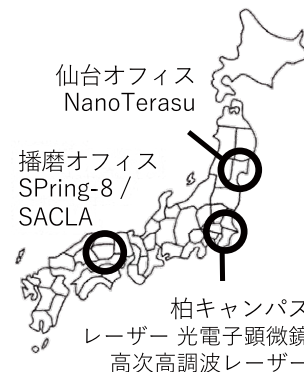 仙台オフィス
NanoTerasu
播磨オフィス
SPring-8 /
SACLA
柏キャンパス
レーザー 光電子顕微鏡
高次高調波レーザー